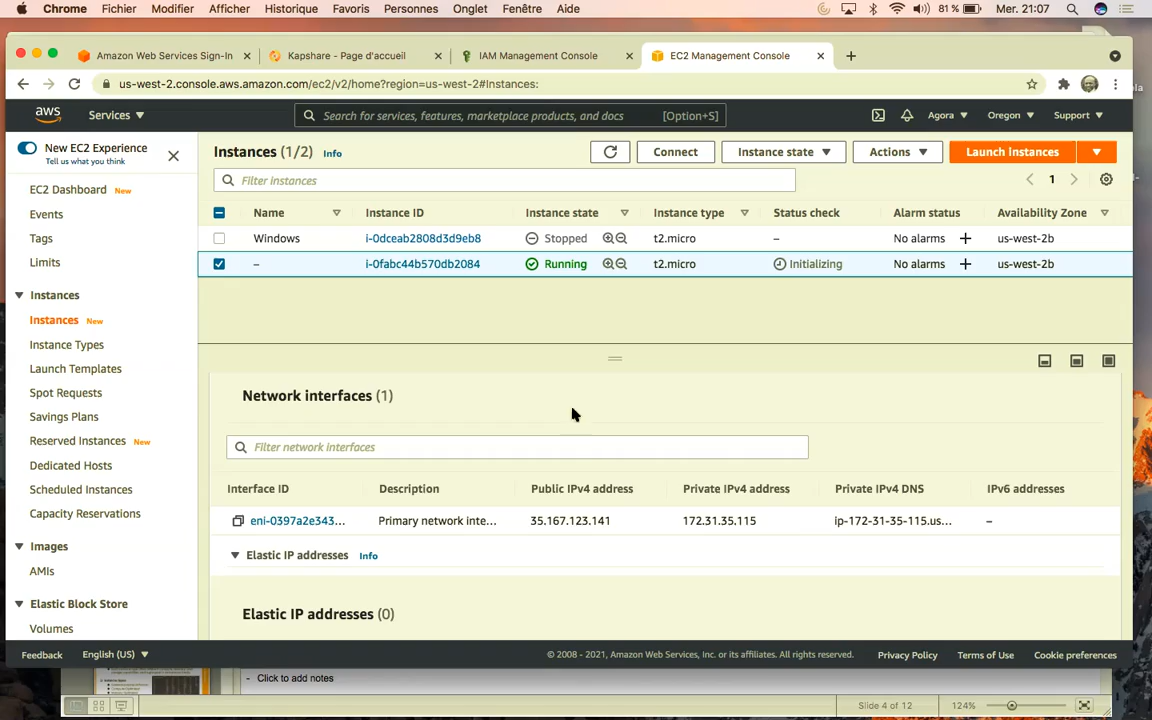 Chrome Fichier Modifier Afficher Historique Favoris Personnes Onglet Fenêtre Aide 81 % Mer. 21:07
Amazon Web Services Sign-In Kapshare - Page d'accueil IAM Management Console EC2 Management Console
us-west-2.console.aws.amazon.com/ec2/v2/home?region=us-west-2#Instances:
aws Services Search for services, features, marketplace products, and docs [Option+S] Agora Oregon Support
New EC2 Experience
Tell us what you think
EC2 Dashboard New
Events
Tags
Limits
Instances
Instances New
Instance Types
Launch Templates
Spot Requests
Savings Plans
Reserved Instances New
Dedicated Hosts
Scheduled Instances
Capacity Reservations
Images
AMIs
Elastic Block Store
Volumes
Instances (1/2) Info Connect Instance state Actions Launch instances
Filter instances 1
Name Instance ID Instance state Instance type Status check Alarm status Availability Zone
Windows i-0dceab2808d3d9eb8 Stopped t2.micro – No alarms + us-west-2b
– i-0fabc44b570db2084 Running t2.micro Initializing No alarms + us-west-2b
Network interfaces (1)
Filter network interfaces
Interface ID Description Public IPv4 address Private IPv4 address Private IPv4 DNS IPv6 addresses
eni-0397a2e343... Primary network inte... 35.167.123.141 172.31.35.115 ip-172-31-35-115.us... –
Elastic IP addresses Info
Elastic IP addresses (0)
Feedback English (US) © 2008 - 2021, Amazon Web Services, Inc. or its affiliates. All rights reserved. Privacy Policy Terms of Use Cookie preferences
- Click to add notes
Slide 4 of 12 124%